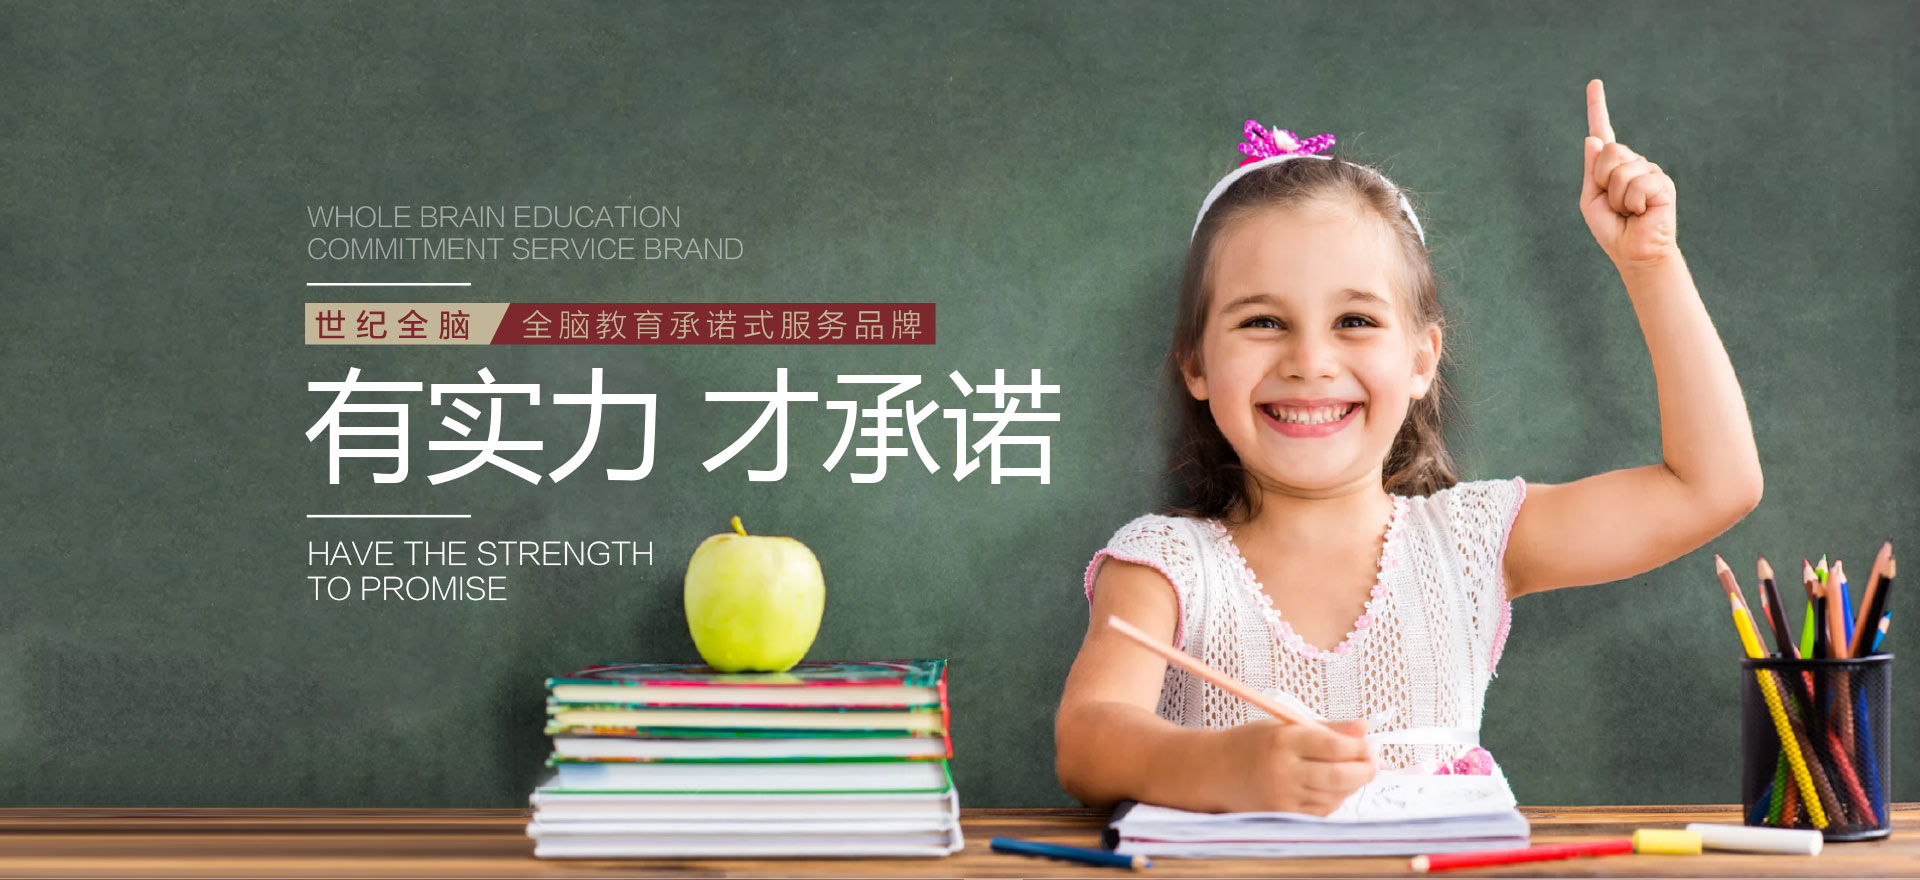 WHOLE BRAIN EDUCATION
COMMITMENT SERVICE BRAND
世纪全脑 全脑教育承诺式服务品牌
有实力 才承诺
HAVE THE STRENGTH
TO PROMISE